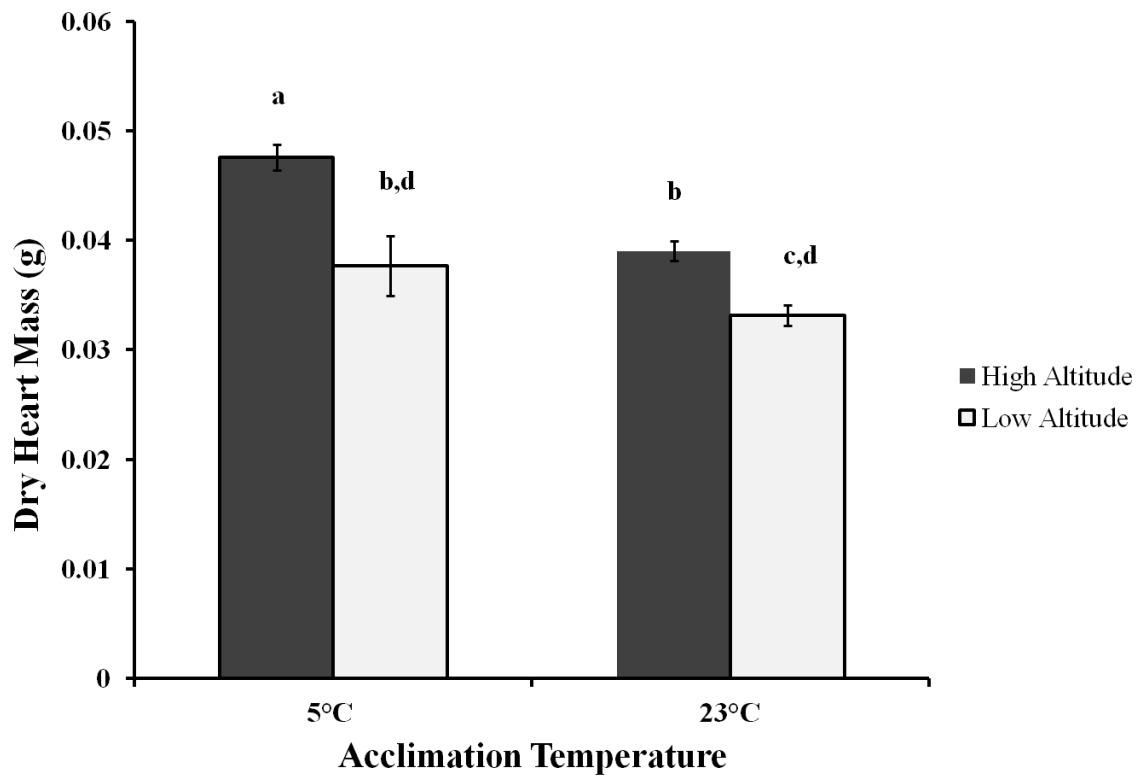 0.06
0.05
0.04
0.03
0.02
0.01
0
Dry Heart Mass (g)
a
b,d
b
c,d
5°C
23°C
Acclimation Temperature
High Altitude
Low Altitude